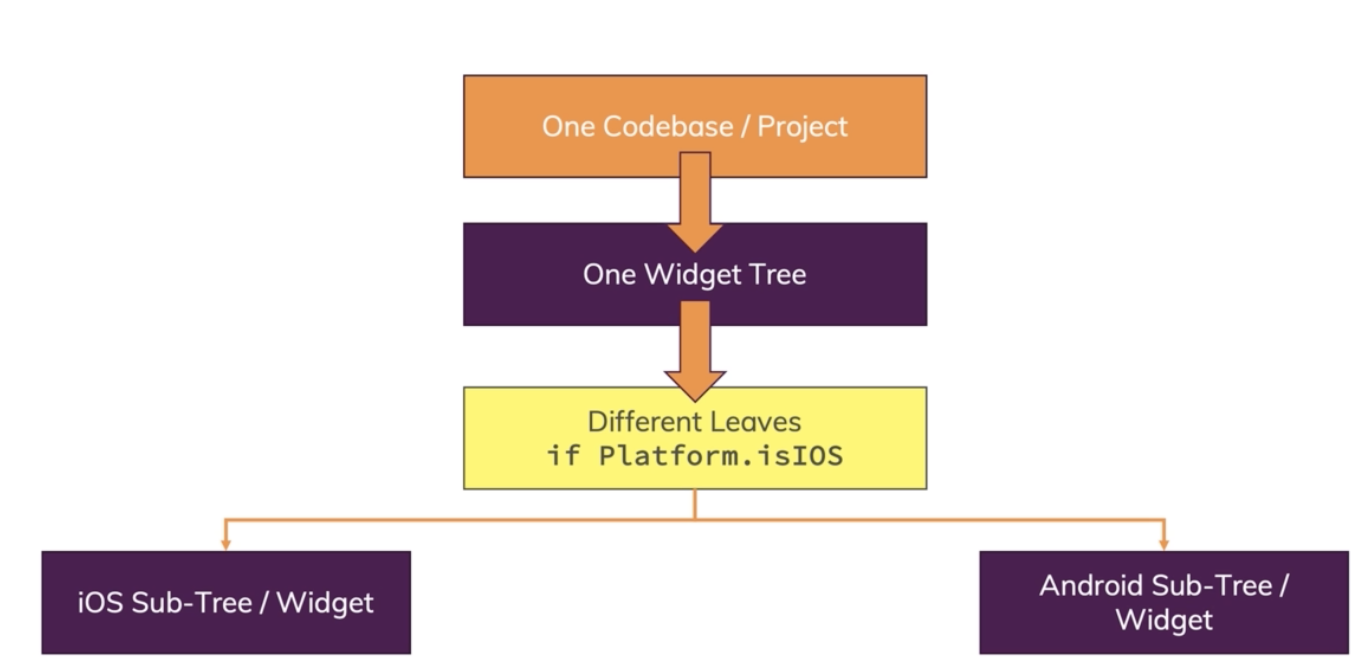 One Codebase / Project
One Widget Tree
Different Leaves
if Platform.isIOS
iOS Sub-Tree / Widget
Android Sub-Tree /
Widget